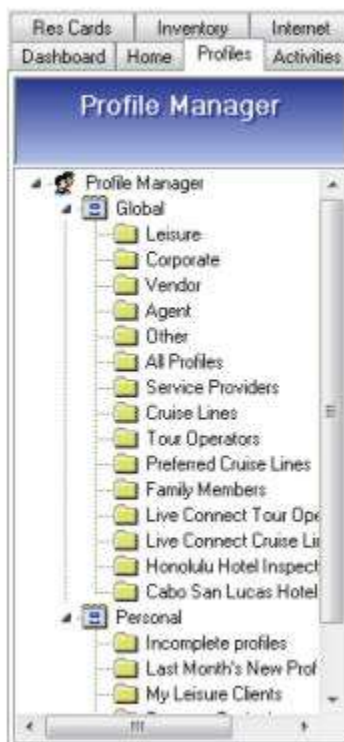 Res Cards Inventory Internet
Dashboard Home Profiles Activities
Profile Manager
Profile Manager
Global
Leisure
Corporate
Vendor
Agent
Other
All Profiles
Service Providers
Cruise Lines
Tour Operators
Preferred Cruise Lines
Family Members
Live Connect Tour Ope
Live Connect Cruise Lin
Honolulu Hotel Inspect
Cabo San Lucas Hotel
Personal
Incomplete profiles
Last Month's New Prof
My Leisure Clients